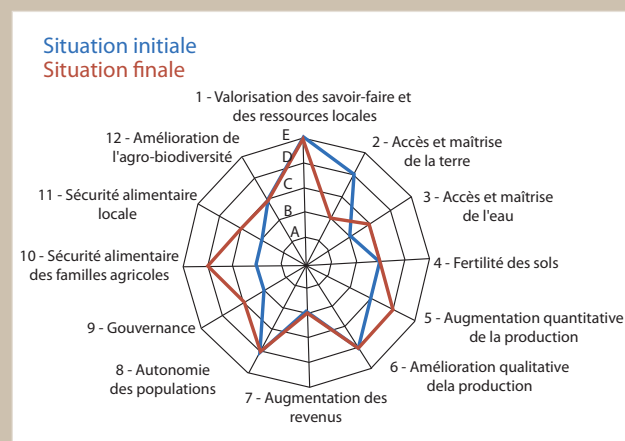 Situation initiale
Situation finale
1 - Valorisation des savoir-faire et
des ressources locales
2 - Accès et maîtrise
de la terre
3 - Accès et maîtrise
de l'eau
4 - Fertilité des sols
5 - Augmentation quantitative
de la production
6 - Amélioration qualitative
dela production
7 - Augmentation des
revenus
8 - Autonomie
des populations
9 - Gouvernance
10 - Sécurité alimentaire
des familles agricoles
11 - Sécurité alimentaire
locale
12 - Amélioration de
l'agro-biodiversité
E
D
C
B
A